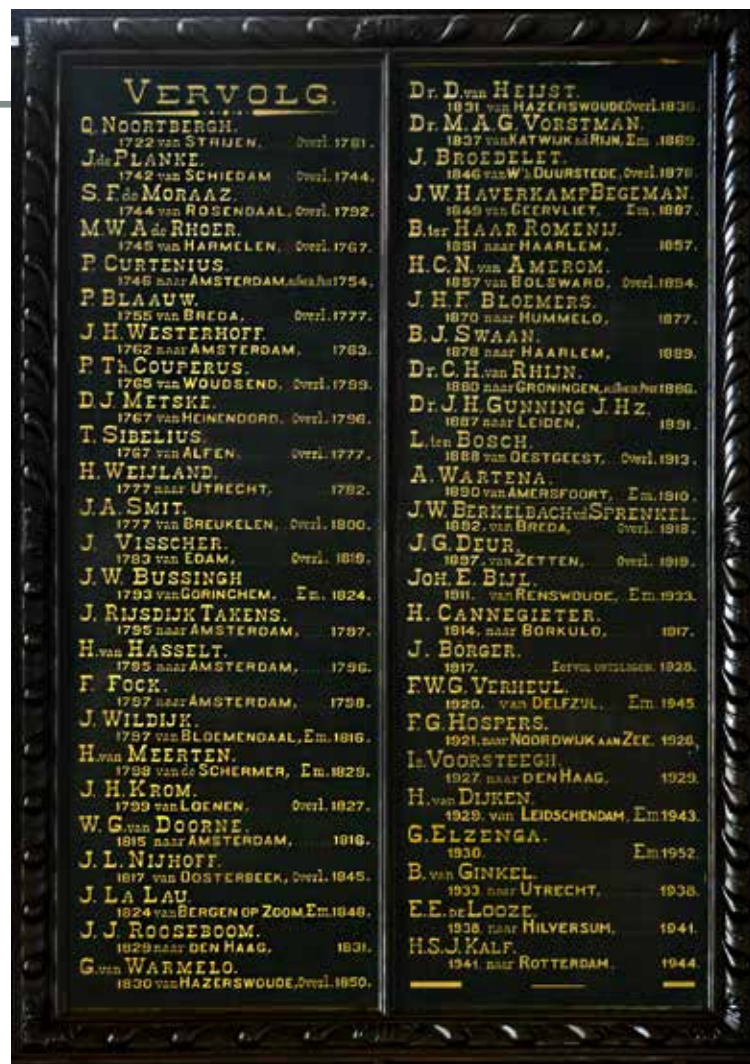 VERVOLG.
Q. NOORTBERGH.
1722 van STRIJEN, Overl. 1781.
J. de PLANKE.
1742 van SCHIEDAM Overl. 1744.
S. F. de MORAAZ.
1744 van ROSENDAAL, Overl. 1792.
M. W. A de RHOER.
1745 van HARMELEN, Overl. 1767.
P. CURTENIUS.
1746 naar AMSTERDAM, 1754.
P. BLAAUW.
1755 van BREDA, Overl. 1777.
J. H. WESTERHOFF.
1762 naar AMSTERDAM, 1763.
P. Th. COUPERUS.
1765 van WOUDSEND, Overl. 1799.
D. J. METSKE.
1767 van HEINENOORD, Overl. 1796.
T. SIBELIUS.
1767 van ALFEN, Overl. 1777.
H. WEIJLAND.
1777 naar UTRECHT, 1782.
J. A. SMIT.
1777 van BREUKELEN, Overl. 1800.
J. VISSCHER.
1783 van EDAM, Overl. 1819.
J. W. BUSSINGH
1793 van GORINCHEM, Em. 1824.
J. RIJSDIJK TAKENS.
1795 naar AMSTERDAM, 1797.
H. van HASSELT.
1795 naar AMSTERDAM, 1796.
F. FOCK.
1797 naar AMSTERDAM, 1798.
J. WILDIJK.
1797 van BLOEMENDAAL, Em. 1816.
H. van MEERTEN.
1798 van de SCHERMER, Em. 1829.
J. H. KROM.
1799 van LOENEN, Overl. 1827.
W. G. van DOORNE.
1815 naar AMSTERDAM, 1816.
J. L. NIJHOFF.
1817 van OOSTERBEEK, Overl. 1845.
J. LA LAU.
1824 van BERGEN OP ZOOM, Em. 1848.
J. J. ROOSEBOOM.
1829 naar DEN HAAG, 1831.
G. van WARMELO.
1830 van HAZERSWOUDE, Overl. 1850.
Dr. D. van HEIJST.
1831 van HAZERSWOUDE Overl. 1836.
Dr. M. A. G. VORSTMAN.
1837 van KATWIJK a/d RIJN, Em. 1869.
J. BROEDELET.
1846 van W'k DUURSTEDE, Overl. 1878.
J. W. HAVERKAMP BEGEMAN.
1849 van GEERVLIET, Em. 1887.
B. ter HAAR ROMENIJ.
1851 naar HAARLEM, 1857.
H. C. N. van AMEROM.
1857 van BOLSWARD, Overl. 1894.
J. H. F. BLOEMERS.
1870 naar HUMMELO, 1877.
B. J. SWAAN.
1878 naar HAARLEM, 1889.
Dr. C. H. van RHIJN.
1880 naar GRONINGEN, 1886.
Dr. J. H. GUNNING J. Hz.
1887 naar LEIDEN, 1891.
L. ten BOSCH.
1888 van OESTGEEST, Overl. 1913.
A. WARTENA.
1890 van AMERSFOORT, Em. 1910.
J. W. BERKELBACH v/d SPRENKEL.
1892. van BREDA, Overl. 1918.
J. G. DEUR.
1897. van ZETTEN, Overl. 1919.
JOH. E. BIJL.
1911. van RENSWOUDE, Em. 1933.
H. CANNEGIETER.
1914. naar BORKULO, 1917.
J. BÖRGER.
1917. EERVOL ONTSLAGEN. 1928.
F. W. G. VERHEUL.
1920. van DELFZIJL, Em. 1945.
F. G. HOSPERS.
1921. naar NOORDWIJK AAN ZEE. 1926,
Is. VOORSTEEGH.
1927. naar DEN HAAG, 1929.
H. van DIJKEN.
1929. van LEIDSCHENDAM, Em 1943.
G. ELZENGA.
1930. Em 1952.
B. van GINKEL.
1933. naar UTRECHT, 1938.
E. E. DE LOOZE.
1938. naar HILVERSUM, 1941.
H. S. J. KALF.
1941. naar ROTTERDAM. 1944.